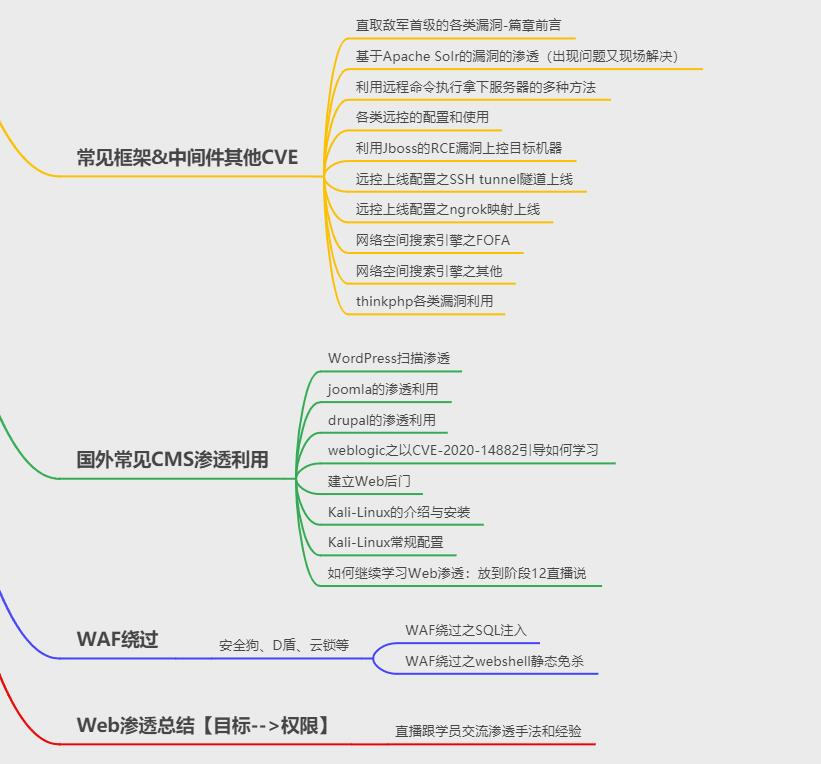 直取敌军首级的各类漏洞-篇章前言
基于Apache Solr的漏洞的渗透（出现问题又现场解决）
利用远程命令执行拿下服务器的多种方法
各类远控的配置和使用
常见框架&中间件其他CVE
利用Jboss的RCE漏洞上控目标机器
远控上线配置之SSH tunnel隧道上线
远控上线配置之ngrok映射上线
网络空间搜索引擎之FOFA
网络空间搜索引擎之其他
thinkphp各类漏洞利用
WordPress扫描渗透
joomla的渗透利用
drupal的渗透利用
weblogic之以CVE-2020-14882引导如何学习
国外常见CMS渗透利用
建立Web后门
Kali-Linux的介绍与安装
Kali-Linux常规配置
如何继续学习Web渗透：放到阶段12直播说
WAF绕过
安全狗、D盾、云锁等
WAF绕过之SQL注入
WAF绕过之webshell静态免杀
Web渗透总结【目标-->权限】
直播跟学员交流渗透手法和经验